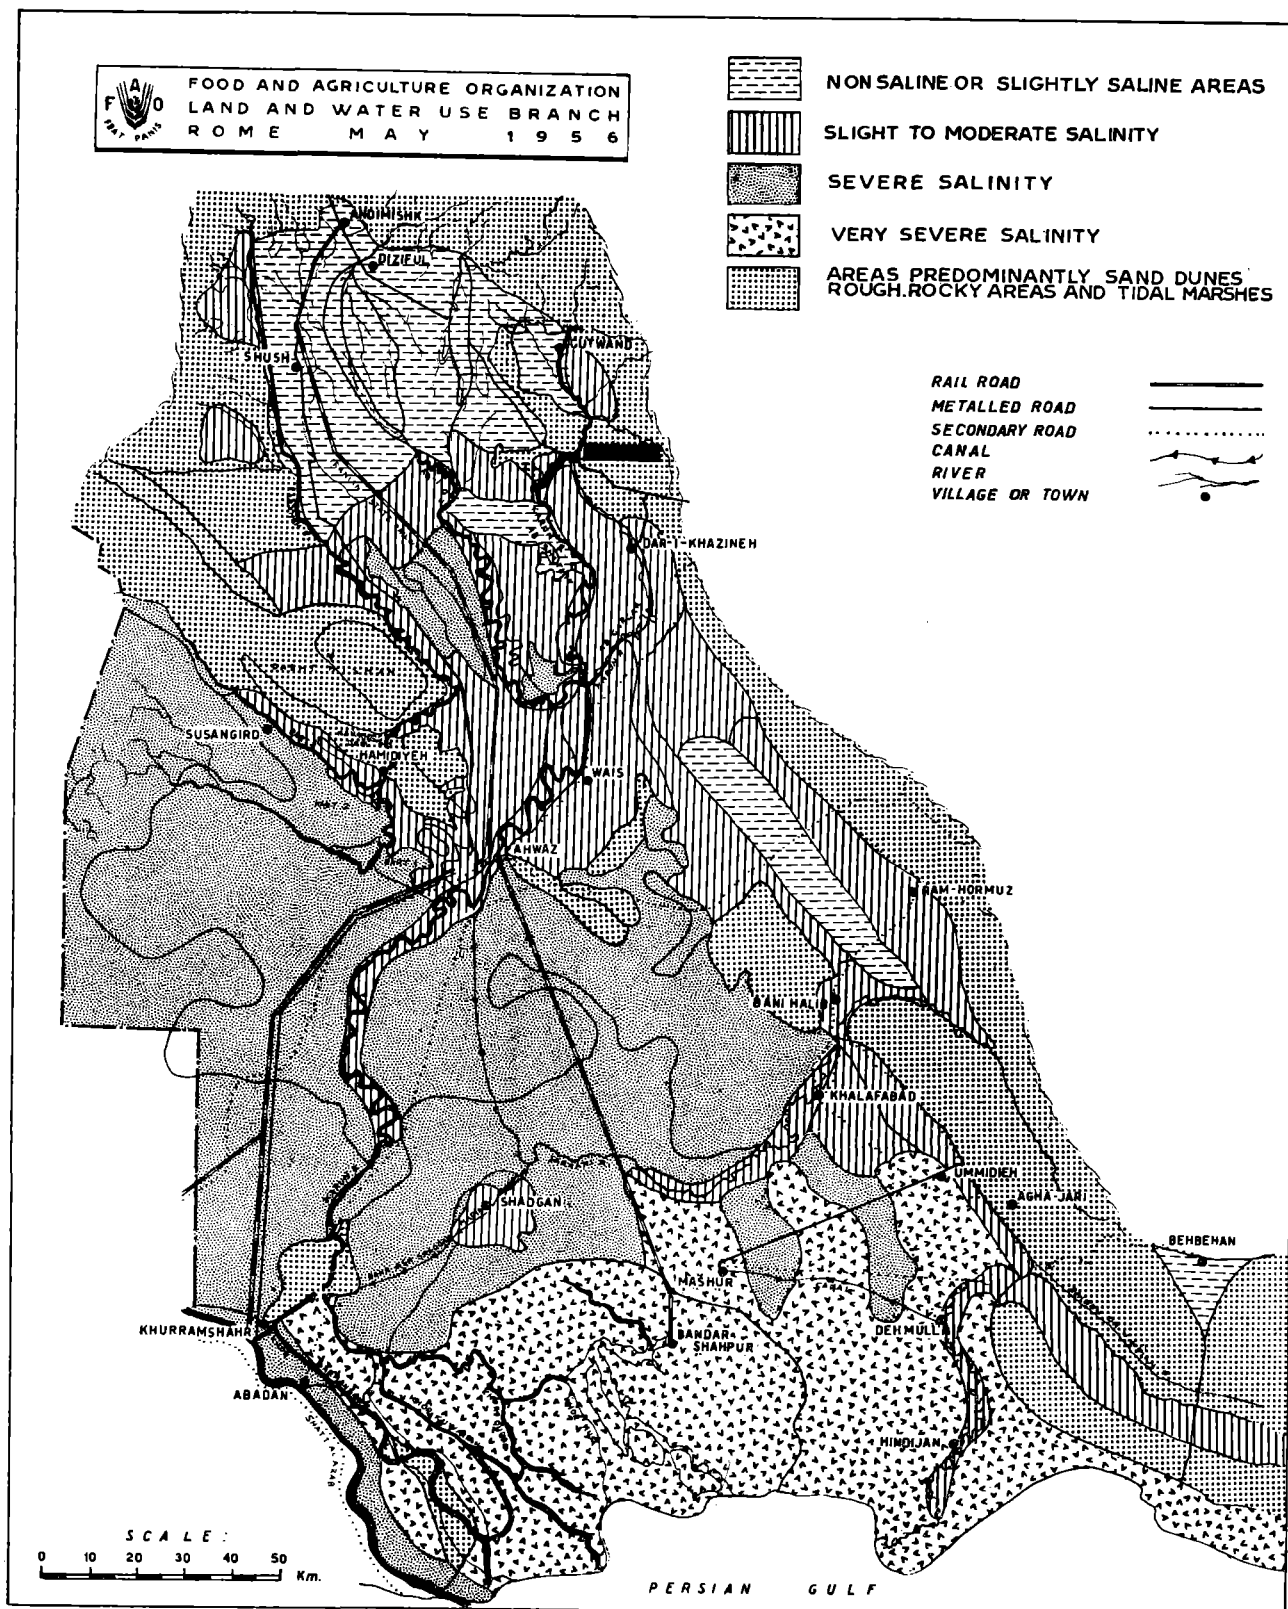 F A O
FIAT PANIS
FOOD AND AGRICULTURE ORGANIZATION
LAND AND WATER USE BRANCH
ROME MAY 1956
NON SALINE OR SLIGHTLY SALINE AREAS
SLIGHT TO MODERATE SALINITY
SEVERE SALINITY
VERY SEVERE SALINITY
AREAS PREDOMINANTLY SAND DUNES
ROUGH.ROCKY AREAS AND TIDAL MARSHES
RAIL ROAD
METALLED ROAD
SECONDARY ROAD
CANAL
RIVER
VILLAGE OR TOWN
ANDIMISHK
DIZIFUL
GUYWAND
SHUSH
DAR-I-KHAZINEH
SUSANGIRD
HAMIDIYEH
WAIS
AHWAZ
RAM-HORMUZ
BANI HALID
KHALAFABAD
UMMIDIEH
AGHA-JARI
SHADGAN
BEHBEHAN
MASHUR
DEHMULLA
KHURRAMSHAHR
BANDAR-
SHAHPUR
ABADAN
HINDIJAN
SCALE:
0 10 20 30 40 50
Km.
PERSIAN GULF